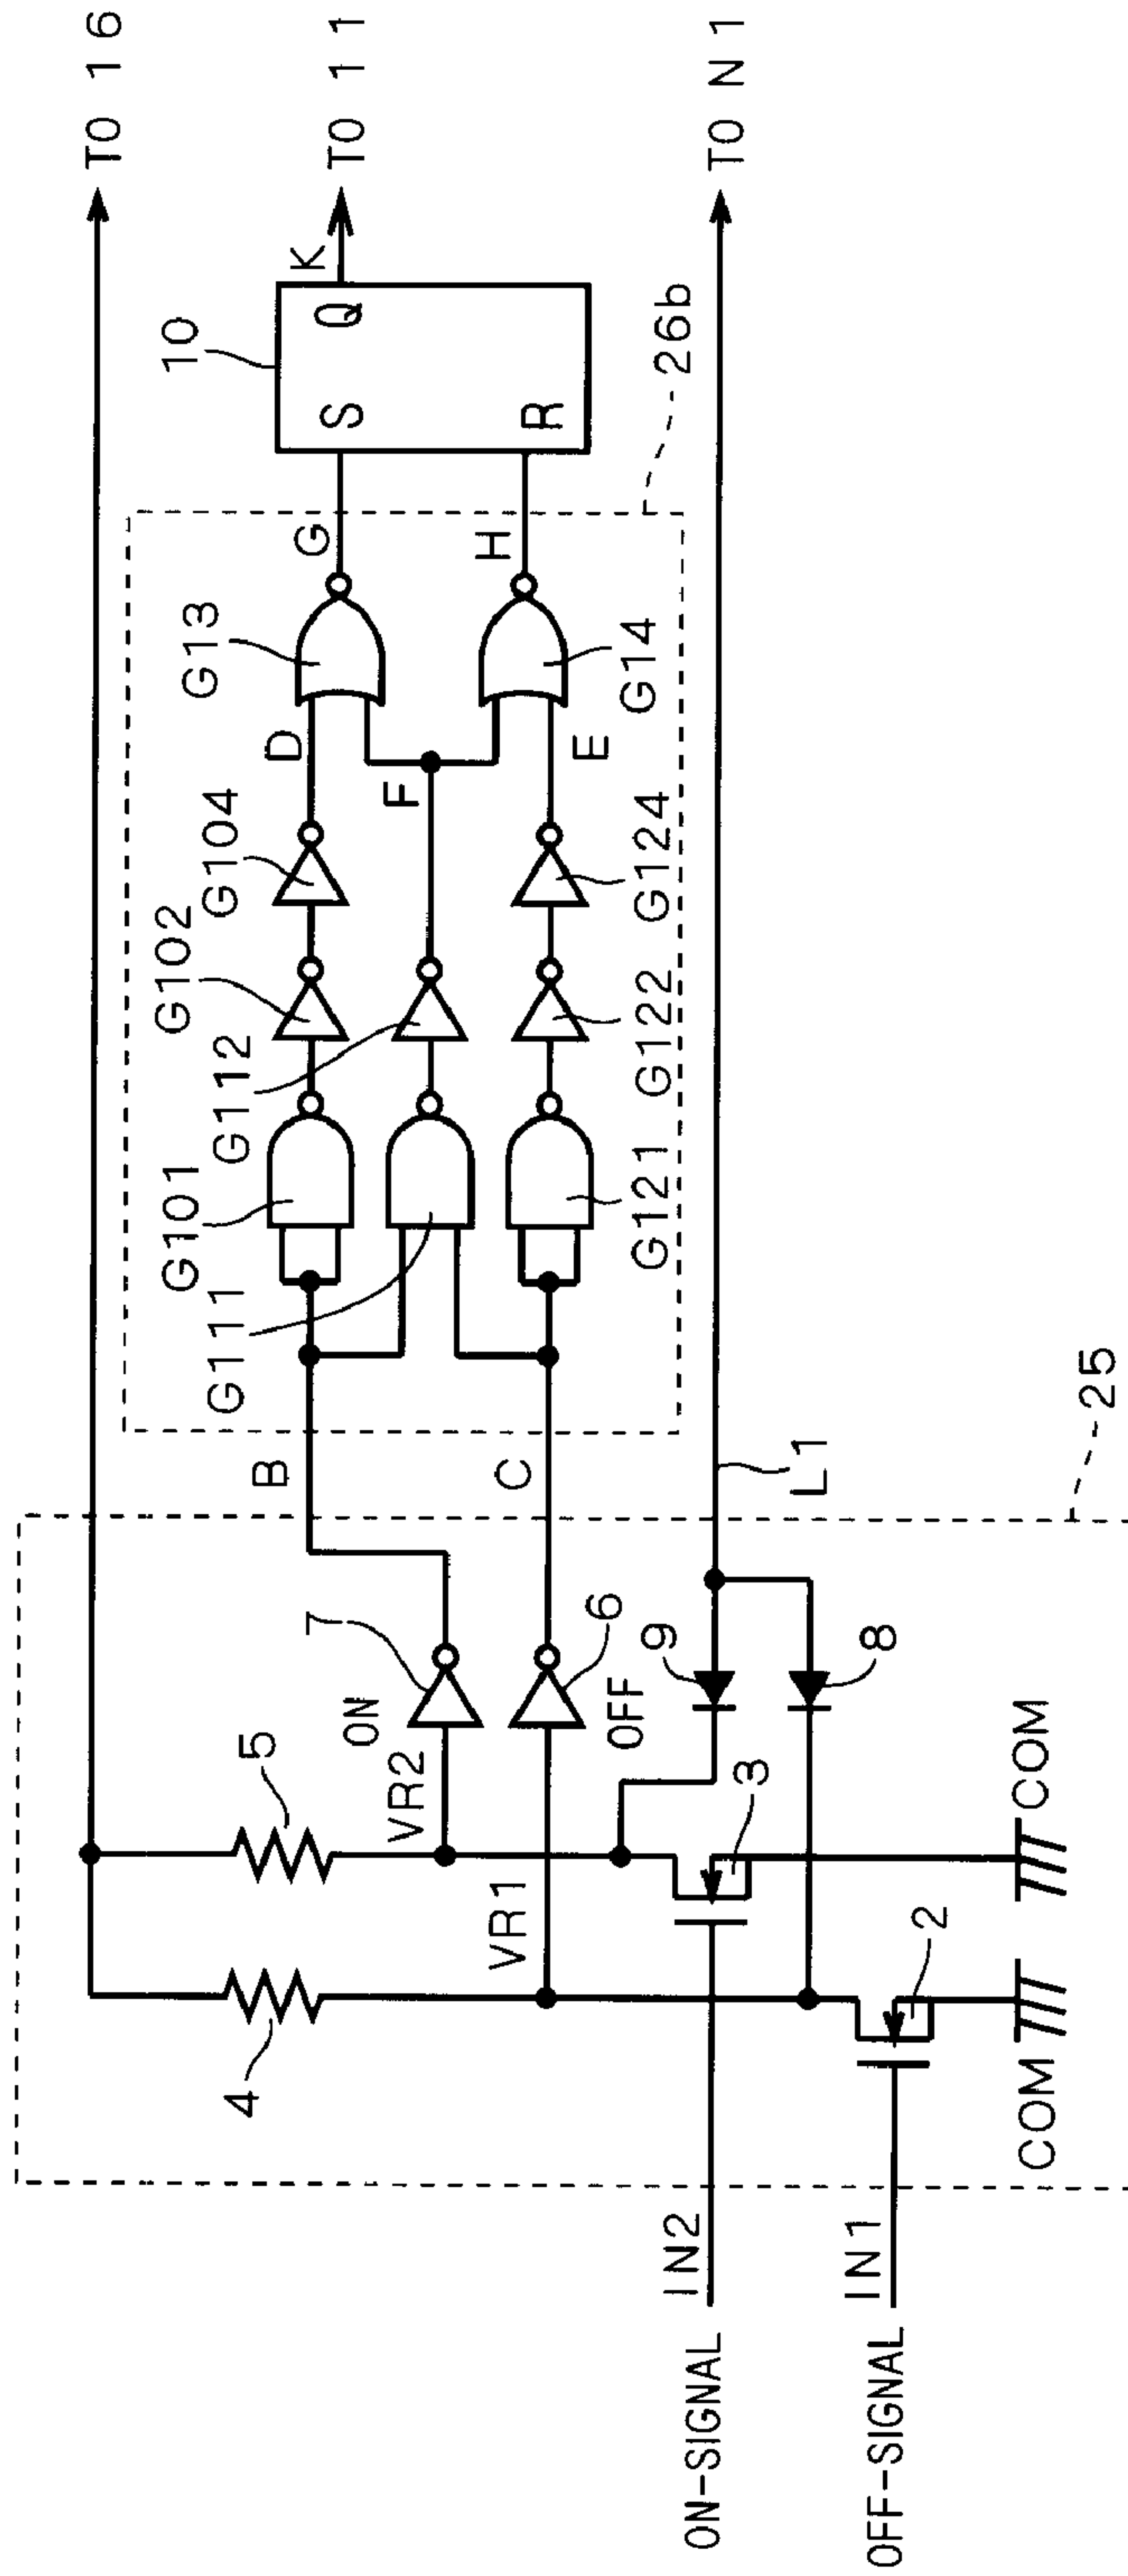 TO 16
TO 11
TO N1
K
10
S
Q
R
26b
G
H
G13
G14
D
F
E
G104
G102
G112
G124
G122
G101
G111
G121
B
C
L1
25
7
ON
6
OFF
9
8
5
VR2
3
COM
4
VR1
2
COM
IN2
ON-SIGNAL
IN1
OFF-SIGNAL